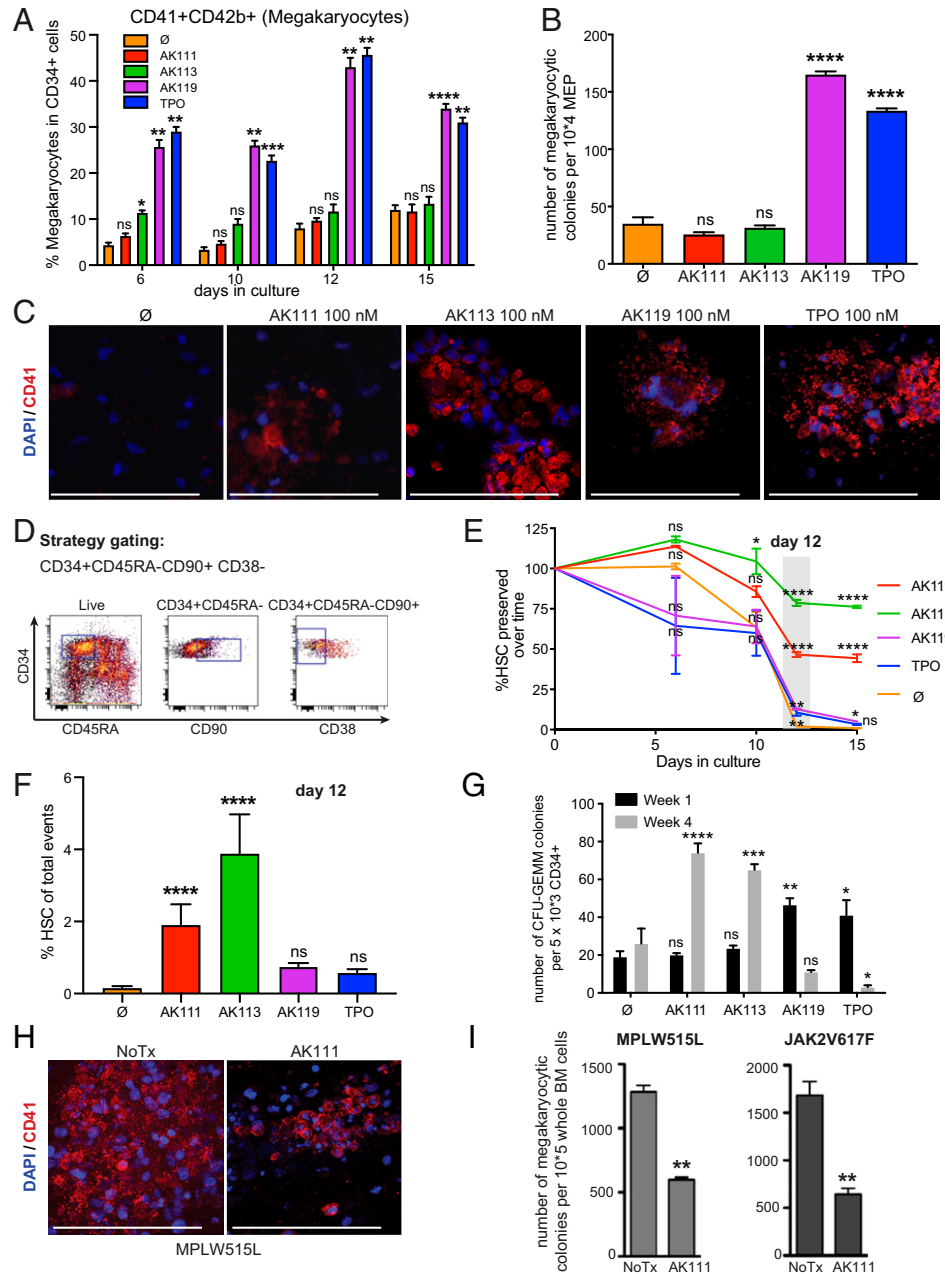 A
CD41+CD42b+ (Megakaryocytes)
% Megakaryocytes in CD34+ cells
50
40
30
20
10
0
Ø
AK111
AK113
AK119
TPO
* ** **
ns
ns ns ** ***
ns ns ** **
ns ns **** **
6 10 12 15
days in culture
B
number of megakaryocytic
colonies per 10*4 MEP
200
150
100
50
0
ns ns **** ****
Ø AK111 AK113 AK119 TPO
C
Ø AK111 100 nM AK113 100 nM AK119 100 nM TPO 100 nM
DAPI/CD41
D
Strategy gating:
CD34+CD45RA-CD90+ CD38-
Live CD34+CD45RA- CD34+CD45RA-CD90+
CD34
CD45RA CD90 CD38
E
%HSC preserved
over time
125
100
75
50
25
0
ns
ns
ns
ns
* day 12
ns
ns
ns
**** ****
**** ****
** *
** ns
0 5 10 15
Days in culture
AK11
AK11
AK11
TPO
Ø
F
% HSC of total events
6
4
2
0
day 12
**** **** ns ns
Ø AK111 AK113 AK119 TPO
G
number of CFU-GEMM colonies
per 5 x 10*3 CD34+
100
80
60
40
20
0
Week 1
Week 4
ns **** ns *** ** ns * *
Ø AK111 AK113 AK119 TPO
H
NoTx AK111
DAPI/CD41
MPLW515L
I
number of megakaryocytic
colonies per 10*5 whole BM cells
MPLW515L
1500
1000
500
0
**
NoTx AK111
JAK2V617F
2000
1500
1000
500
0
**
NoTx AK111